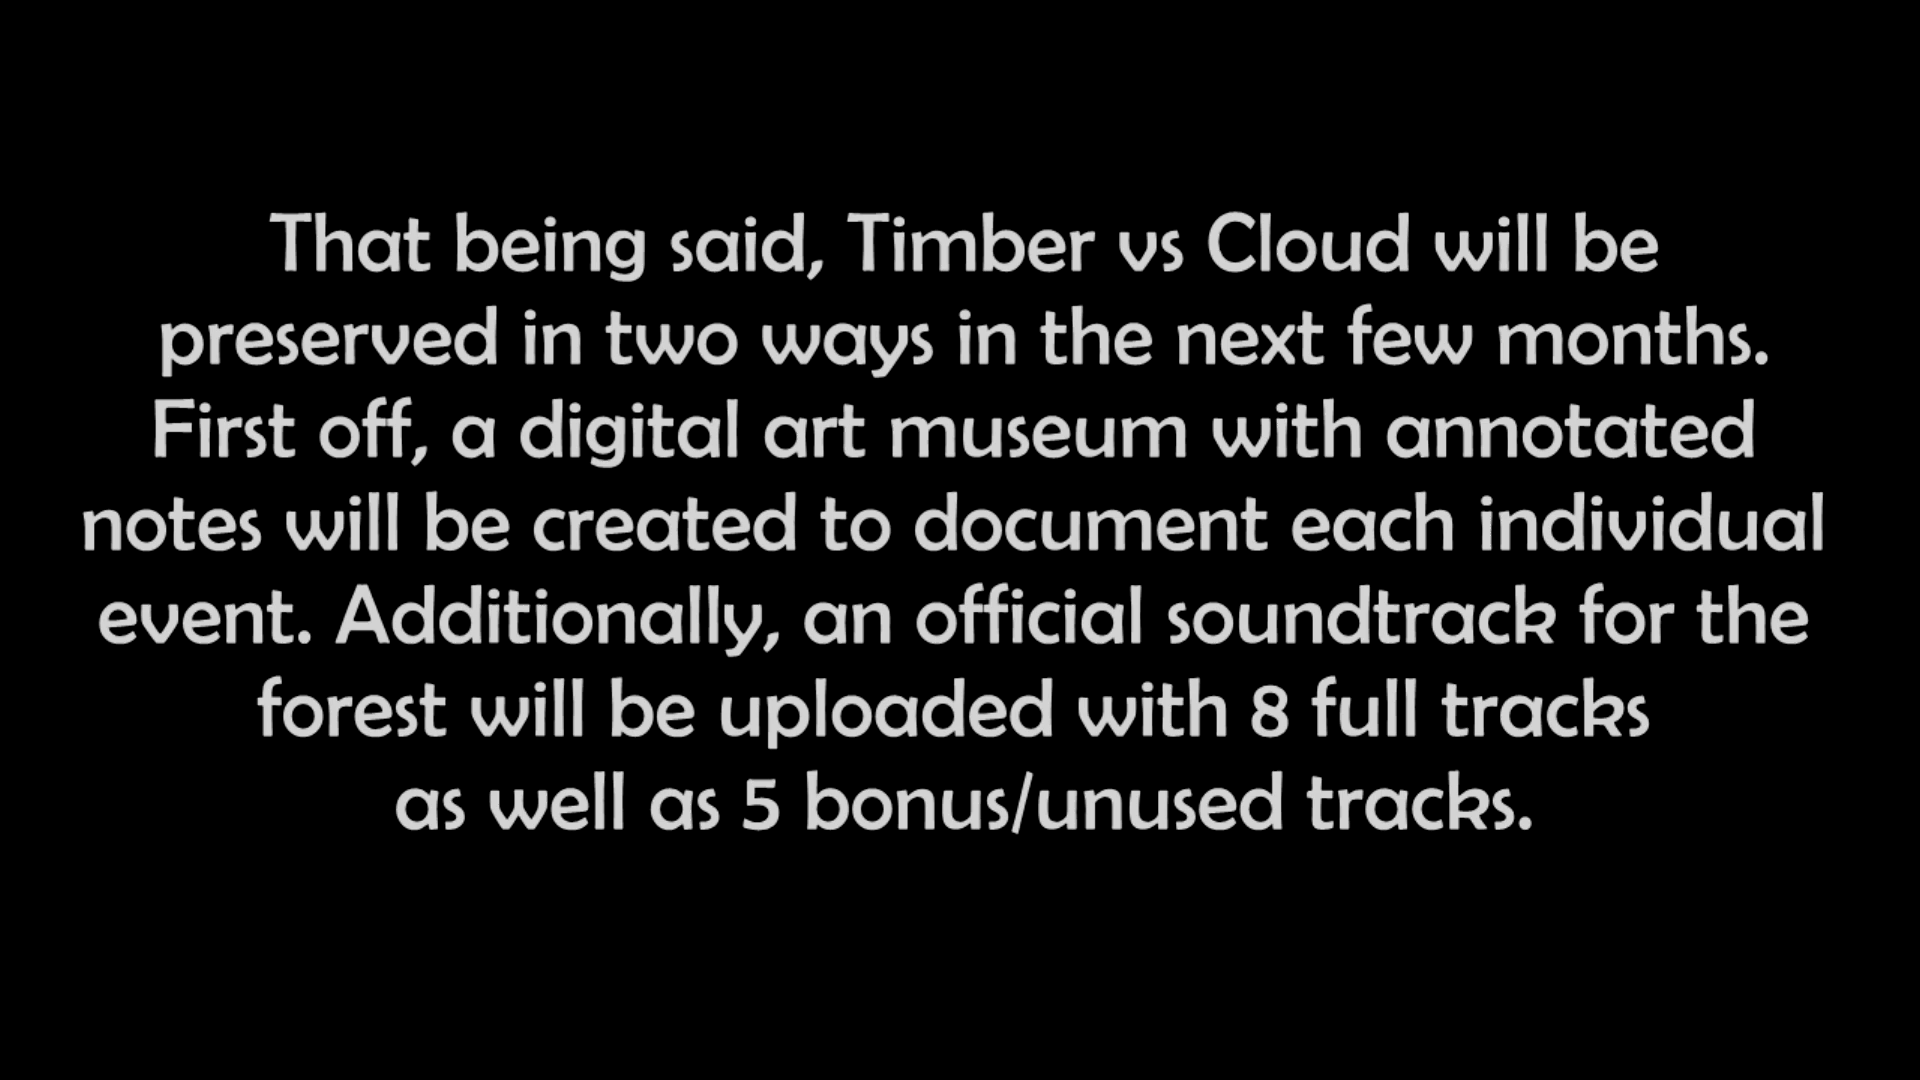 That being said, Timber vs Cloud will be
preserved in two ways in the next few months.
First off, a digital art museum with annotated
notes will be created to document each individual
event. Additionally, an official soundtrack for the
forest will be uploaded with 8 full tracks
as well as 5 bonus/unused tracks.